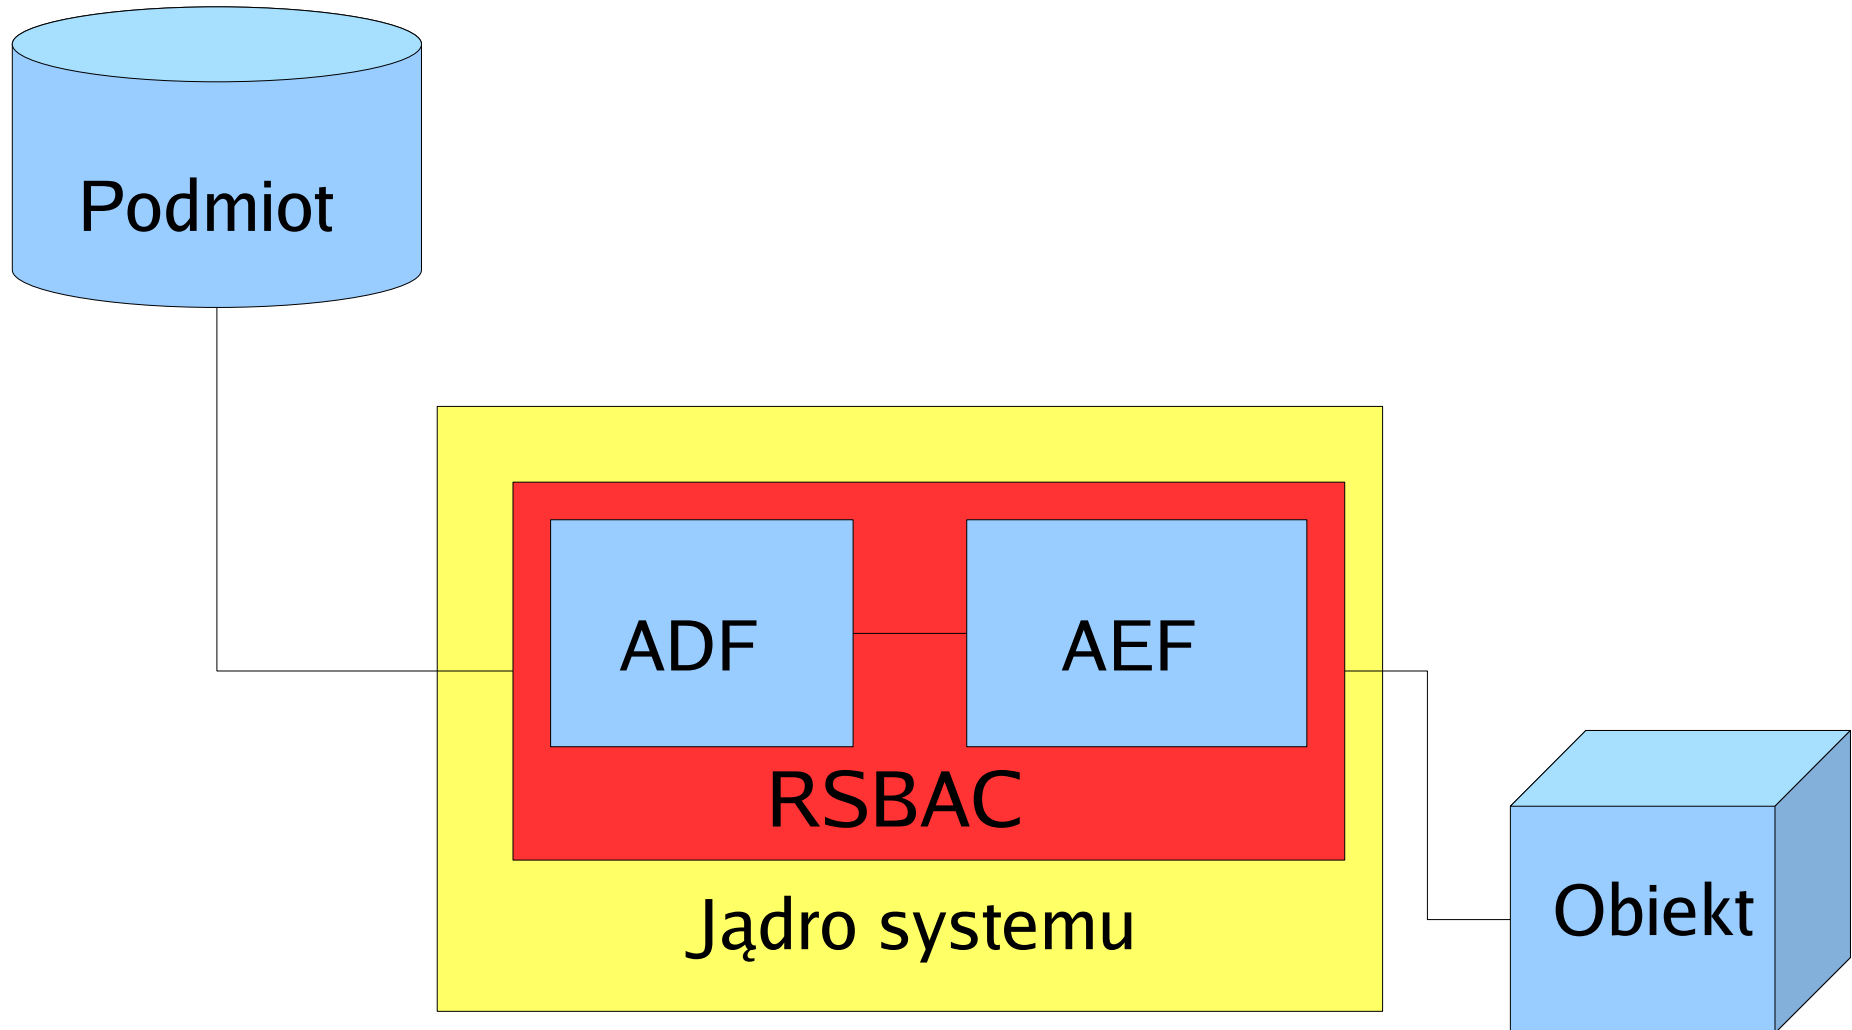 Podmiot
ADF
AEF
RSBAC
Jądro systemu
Obiekt